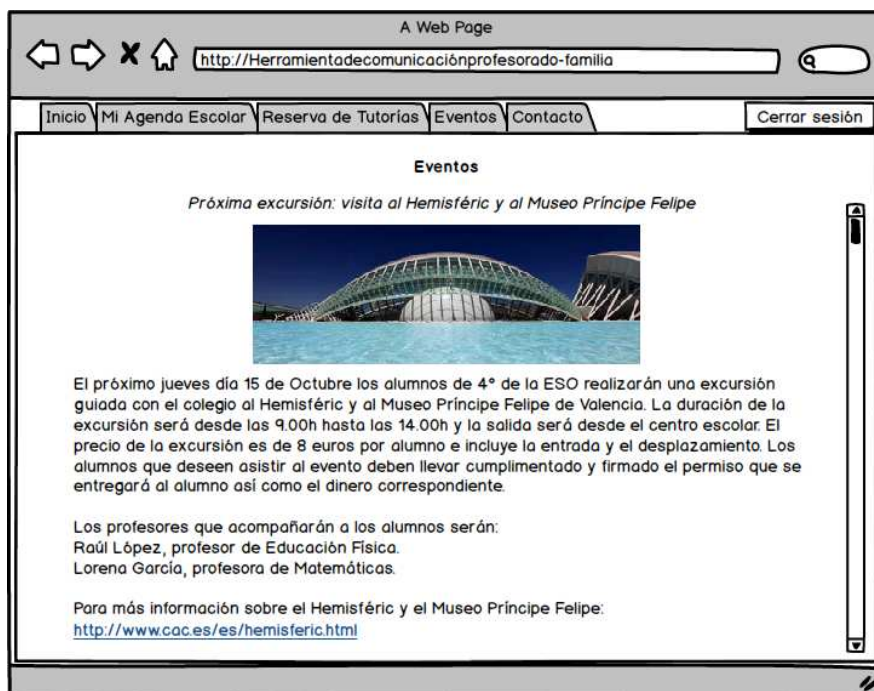 A Web Page
http://Herramientadecomunicaciónprofesorado-familia
Inicio Mi Agenda Escolar Reserva de Tutorías Eventos Contacto Cerrar sesión
Eventos
Próxima excursión: visita al Hemisféric y al Museo Príncipe Felipe
El próximo jueves día 15 de Octubre los alumnos de 4º de la ESO realizarán una excursión
guiada con el colegio al Hemisféric y al Museo Príncipe Felipe de Valencia. La duración de la
excursión será desde las 9.00h hasta las 14.00h y la salida será desde el centro escolar. El
precio de la excursión es de 8 euros por alumno e incluye la entrada y el desplazamiento. Los
alumnos que deseen asistir al evento deben llevar cumplimentado y firmado el permiso que se
entregará al alumno así como el dinero correspondiente.
Los profesores que acompañarán a los alumnos serán:
Raúl López, profesor de Educación Física.
Lorena García, profesora de Matemáticas.
Para más información sobre el Hemisféric y el Museo Príncipe Felipe:
http://www.cac.es/es/hemisferic.html